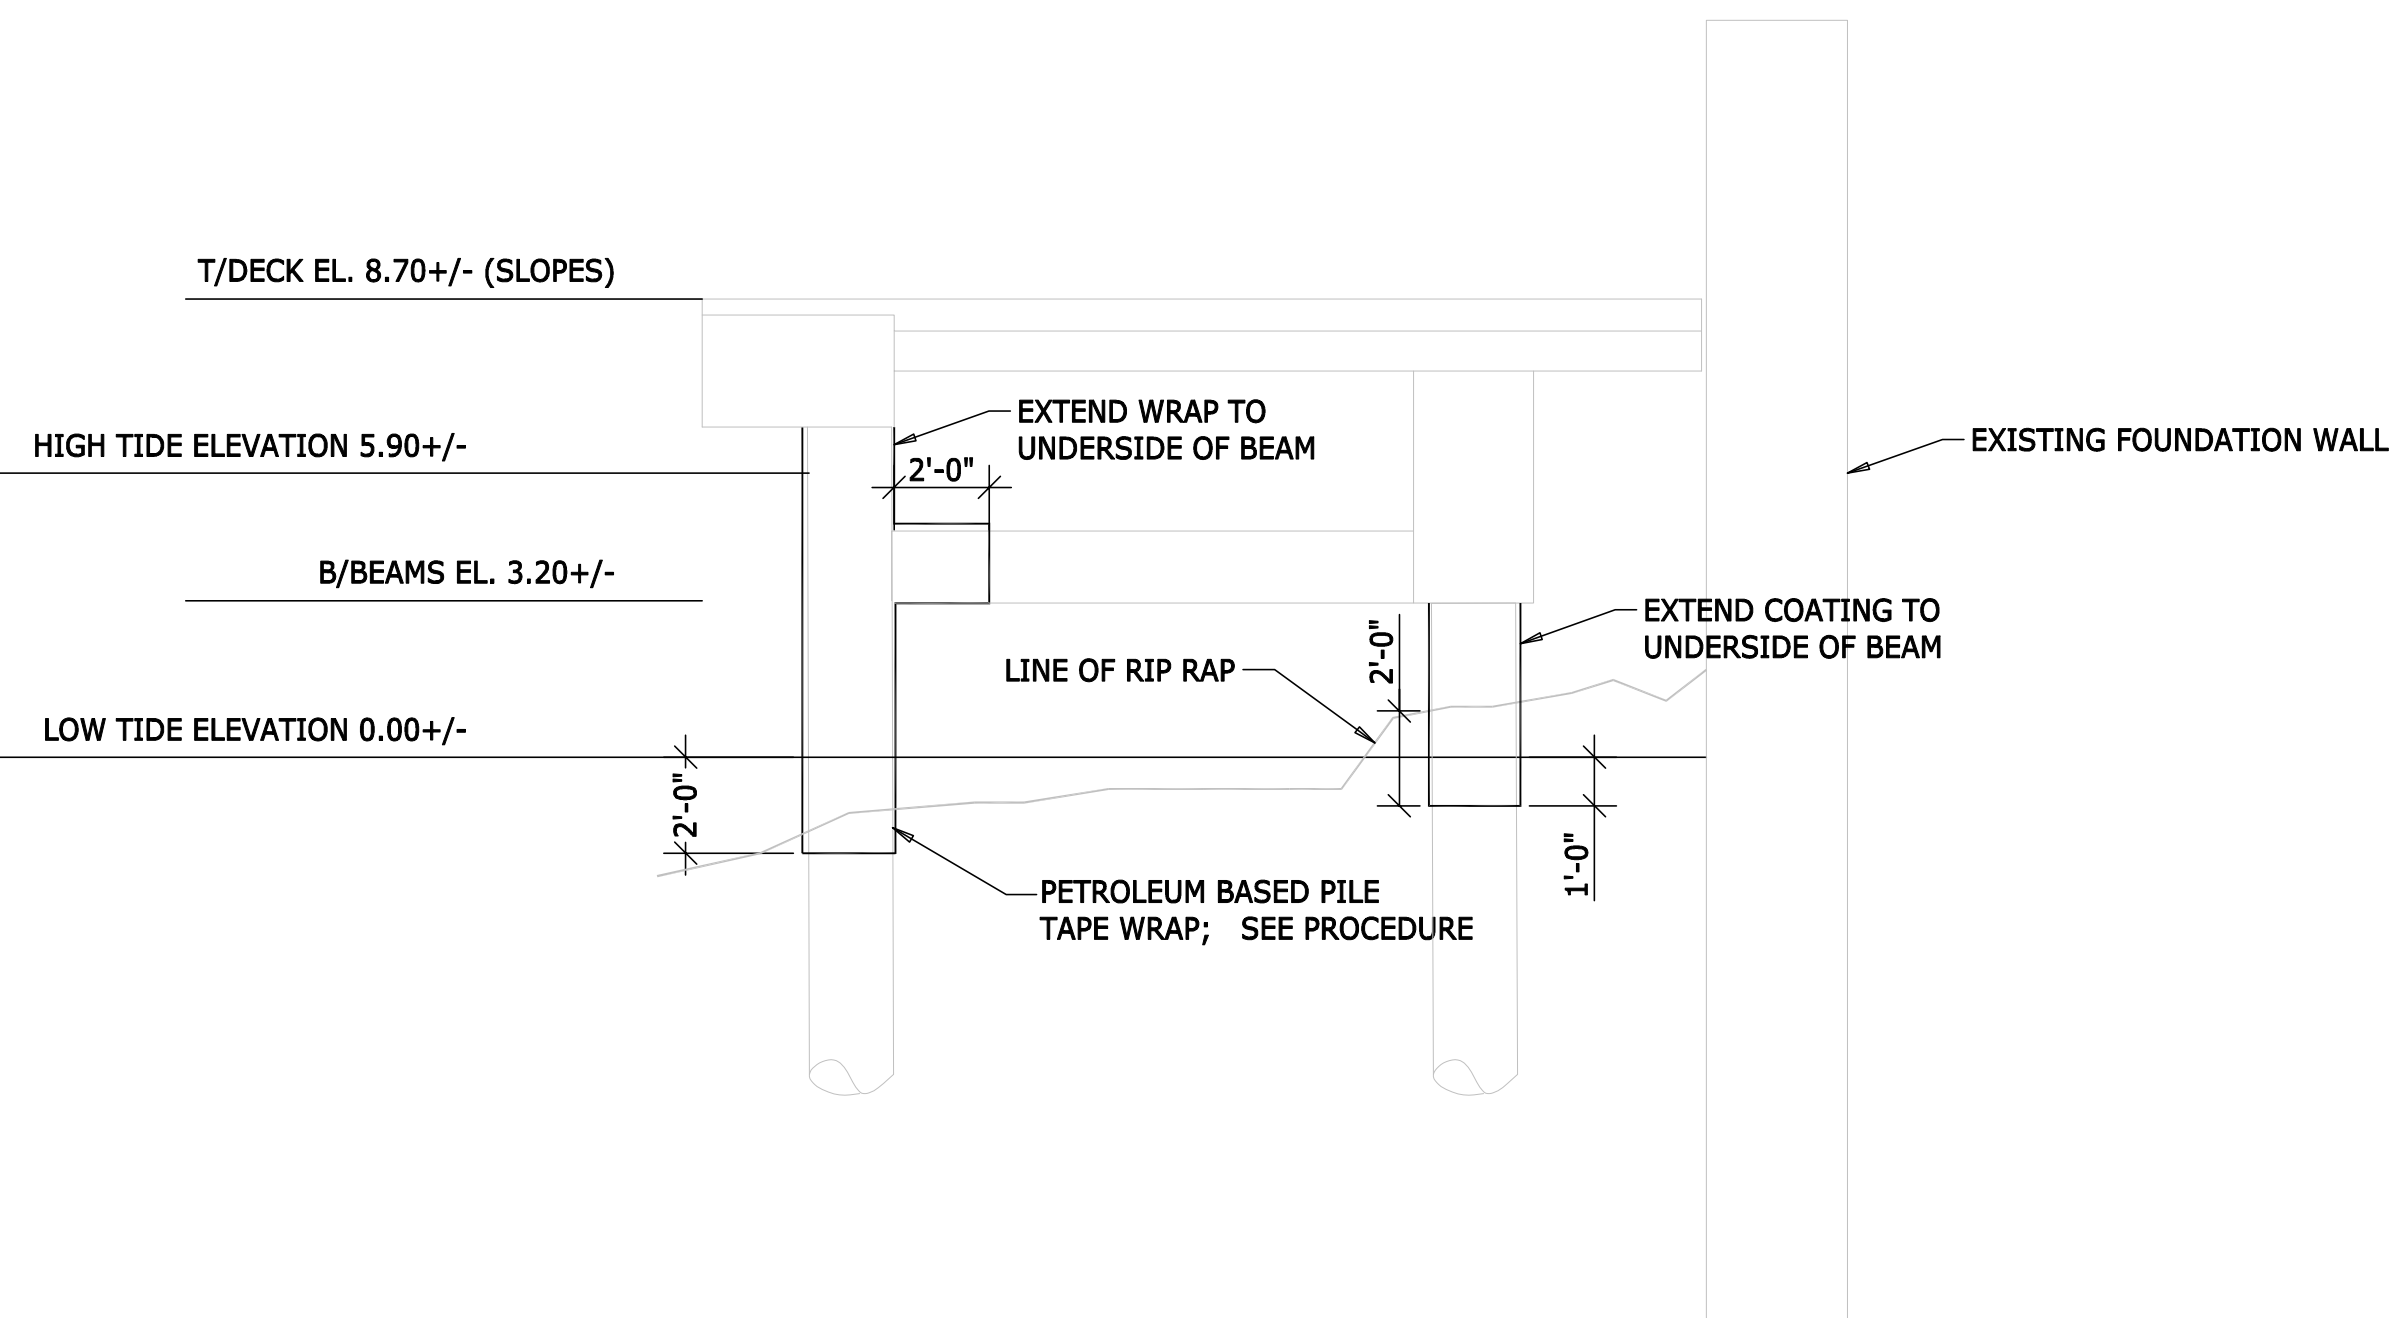 T/DECK EL. 8.70+/- (SLOPES)
EXTEND WRAP TO
UNDERSIDE OF BEAM
HIGH TIDE ELEVATION 5.90+/-
EXISTING FOUNDATION WALL
2'-0"
B/BEAMS EL. 3.20+/-
EXTEND COATING TO
UNDERSIDE OF BEAM
2'-0"
LINE OF RIP RAP
LOW TIDE ELEVATION 0.00+/-
2'-0"
1'-0"
PETROLEUM BASED PILE
TAPE WRAP; SEE PROCEDURE